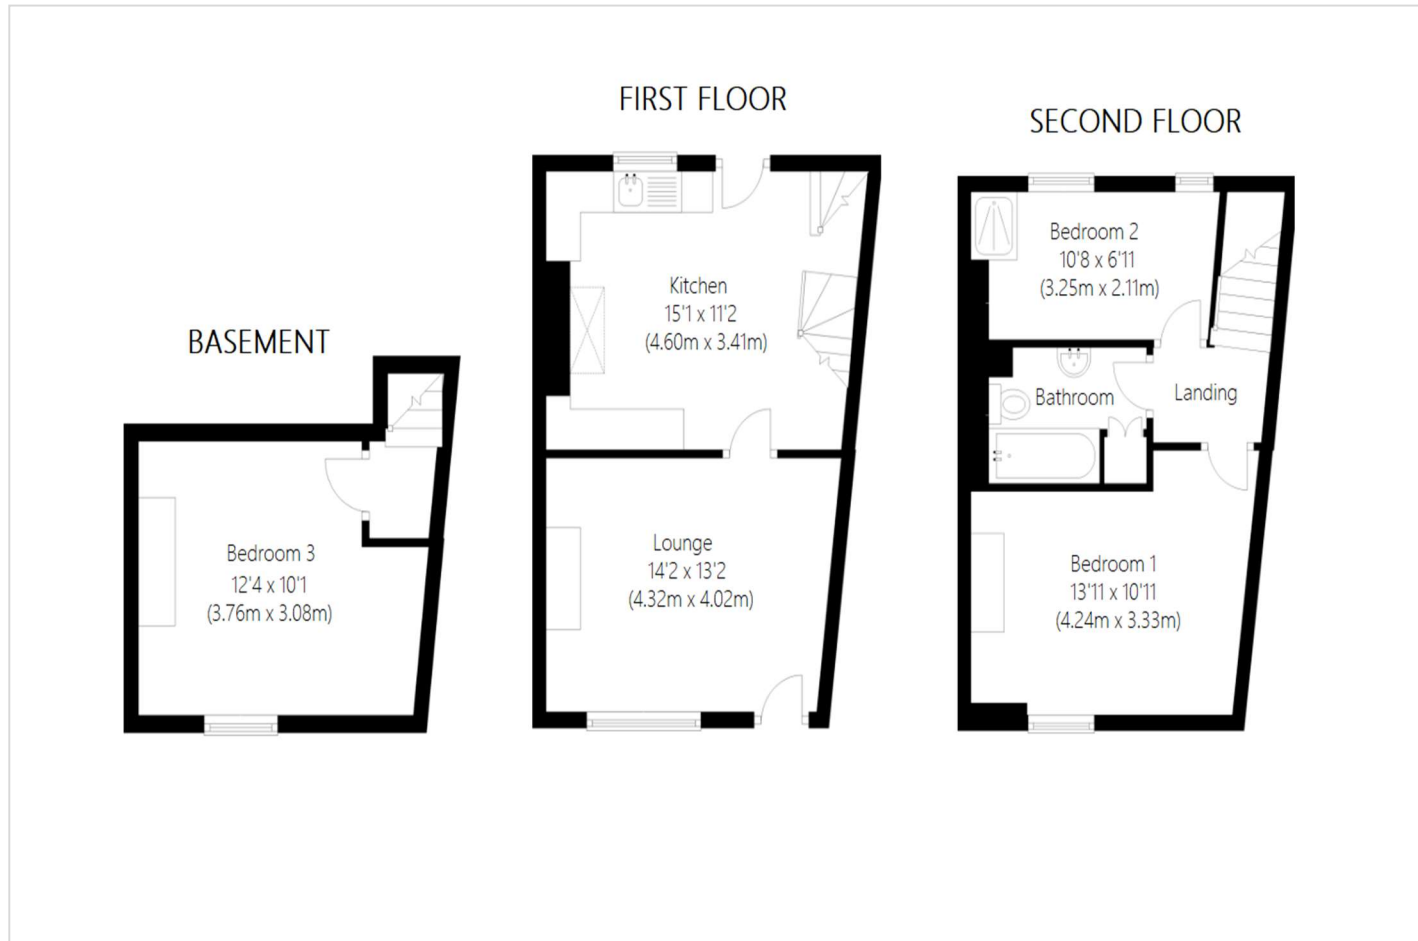 BASEMENT
Bedroom 3
12'4 x 10'1
(3.76m x 3.08m)
FIRST FLOOR
Kitchen
15'1 x 11'2
(4.60m x 3.41m)
Lounge
14'2 x 13'2
(4.32m x 4.02m)
SECOND FLOOR
Bedroom 2
10'8 x 6'11
(3.25m x 2.11m)
Bathroom
Landing
Bedroom 1
13'11 x 10'11
(4.24m x 3.33m)